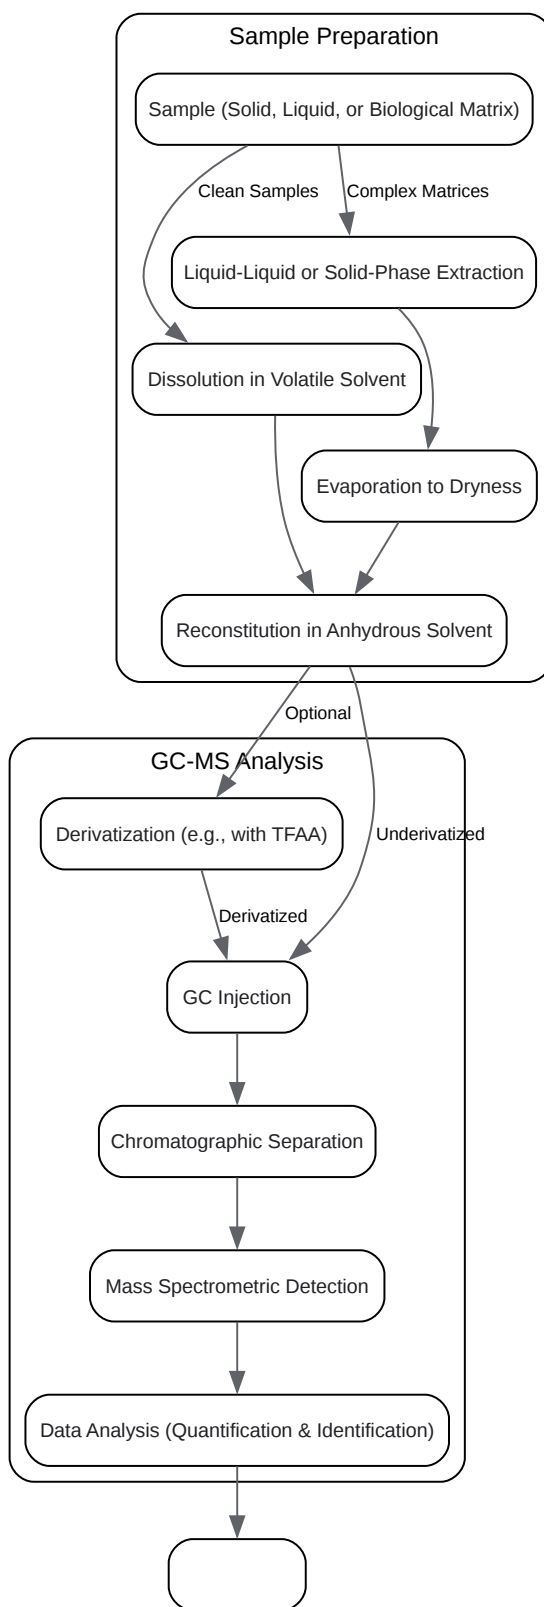 Sample Preparation
Sample (Solid, Liquid, or Biological Matrix)
Clean Samples
Complex Matrices
Liquid-Liquid or Solid-Phase Extraction
Dissolution in Volatile Solvent
Evaporation to Dryness
Reconstitution in Anhydrous Solvent
Optional
GC-MS Analysis
Derivatization (e.g., with TFAA)
Underivatized
Derivatized
GC Injection
Chromatographic Separation
Mass Spectrometric Detection
Data Analysis (Quantification & Identification)